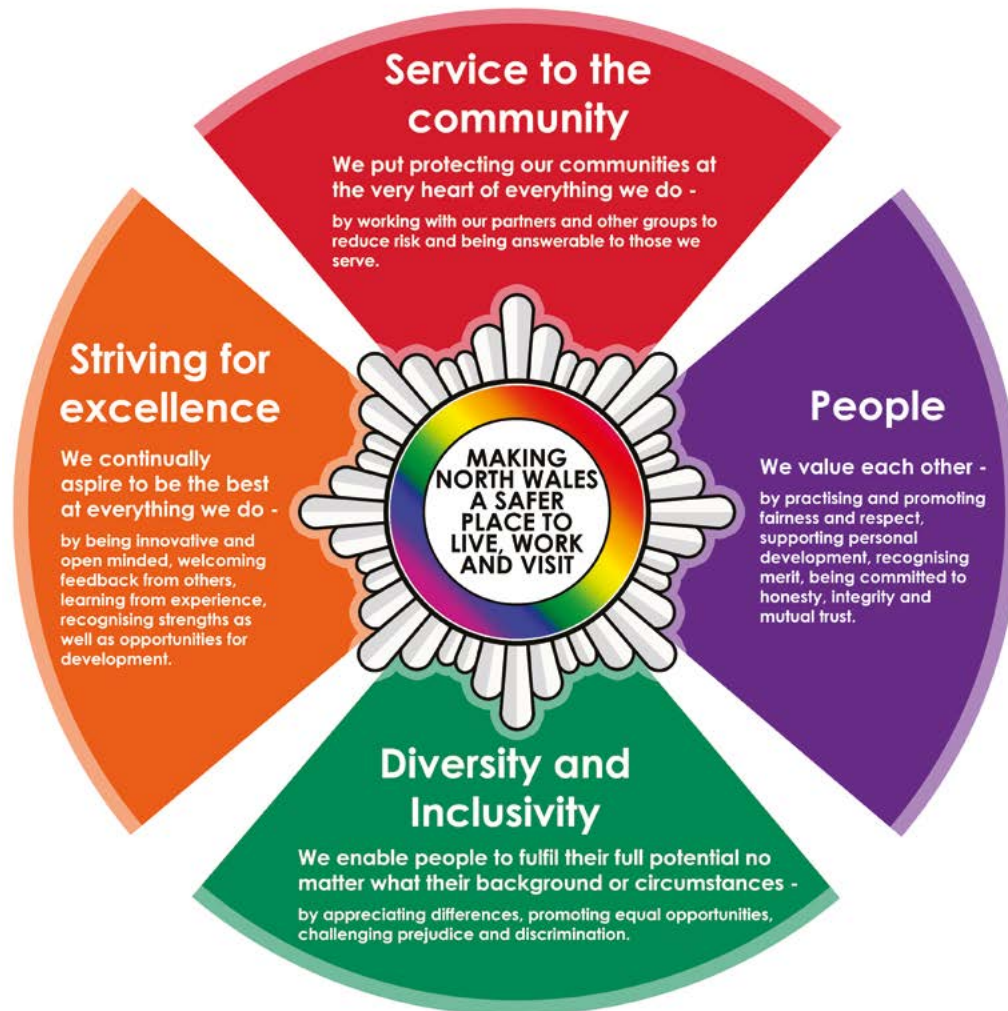 Service to the
community
We put protecting our communities at
the very heart of everything we do -
by working with our partners and other groups to
reduce risk and being answerable to those we
serve.
Striving for
excellence
We continually
aspire to be the best
at everything we do -
by being innovative and
open minded, welcoming
feedback from others,
learning from experience,
recognising strengths as
well as opportunities for
development.
MAKING
NORTH WALES
A SAFER
PLACE TO
LIVE, WORK
AND VISIT
People
We value each other -
by practising and promoting
fairness and respect,
supporting personal
development, recognising
merit, being committed to
honesty, integrity and
mutual trust.
Diversity and
Inclusivity
We enable people to fulfil their full potential no
matter what their background or circumstances -
by appreciating differences, promoting equal opportunities,
challenging prejudice and discrimination.